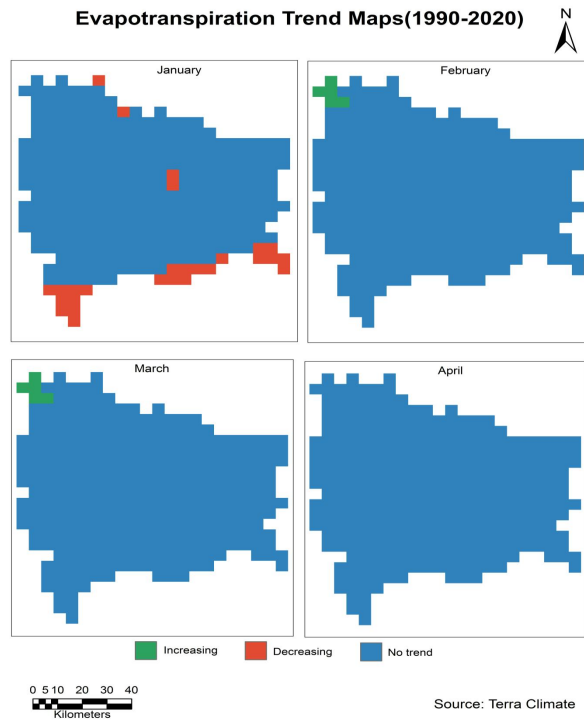 Evapotranspiration Trend Maps(1990-2020)
N
January
February
March
April
Increasing
Decreasing
No trend
0 5 10 20 30 40
Kilometers
Source: Terra Climate